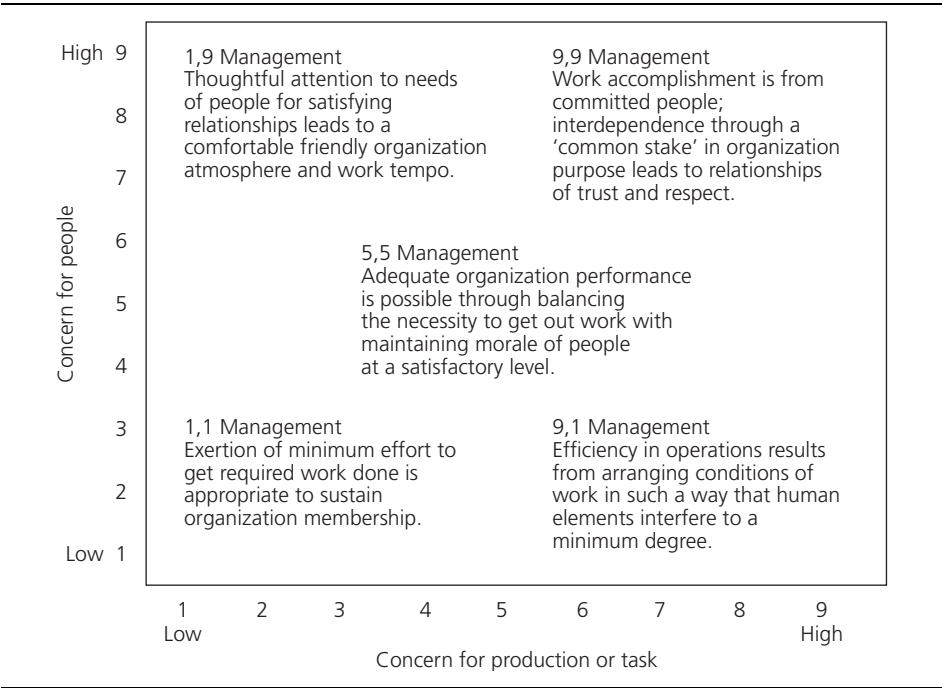 High 9
8
7
6
5
4
3
2
Low 1
Concern for people
1,9 Management
Thoughtful attention to needs
of people for satisfying
relationships leads to a
comfortable friendly organization
atmosphere and work tempo.
9,9 Management
Work accomplishment is from
committed people;
interdependence through a
‘common stake’ in organization
purpose leads to relationships
of trust and respect.
5,5 Management
Adequate organization performance
is possible through balancing
the necessity to get out work with
maintaining morale of people
at a satisfactory level.
1,1 Management
Exertion of minimum effort to
get required work done is
appropriate to sustain
organization membership.
9,1 Management
Efficiency in operations results
from arranging conditions of
work in such a way that human
elements interfere to a
minimum degree.
1 2 3 4 5 6 7 8 9
Low High
Concern for production or task